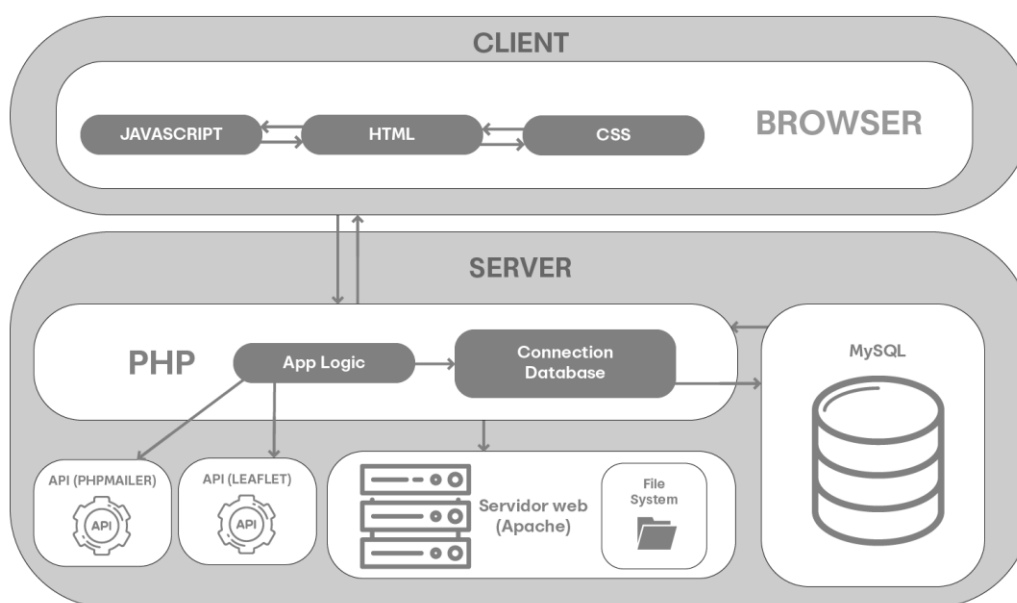 CLIENT
JAVASCRIPT
HTML
CSS
BROWSER
SERVER
PHP
App Logic
Connection
Database
MySQL
API (PHPMAILER)
API
API (LEAFLET)
API
Servidor web
(Apache)
File
System